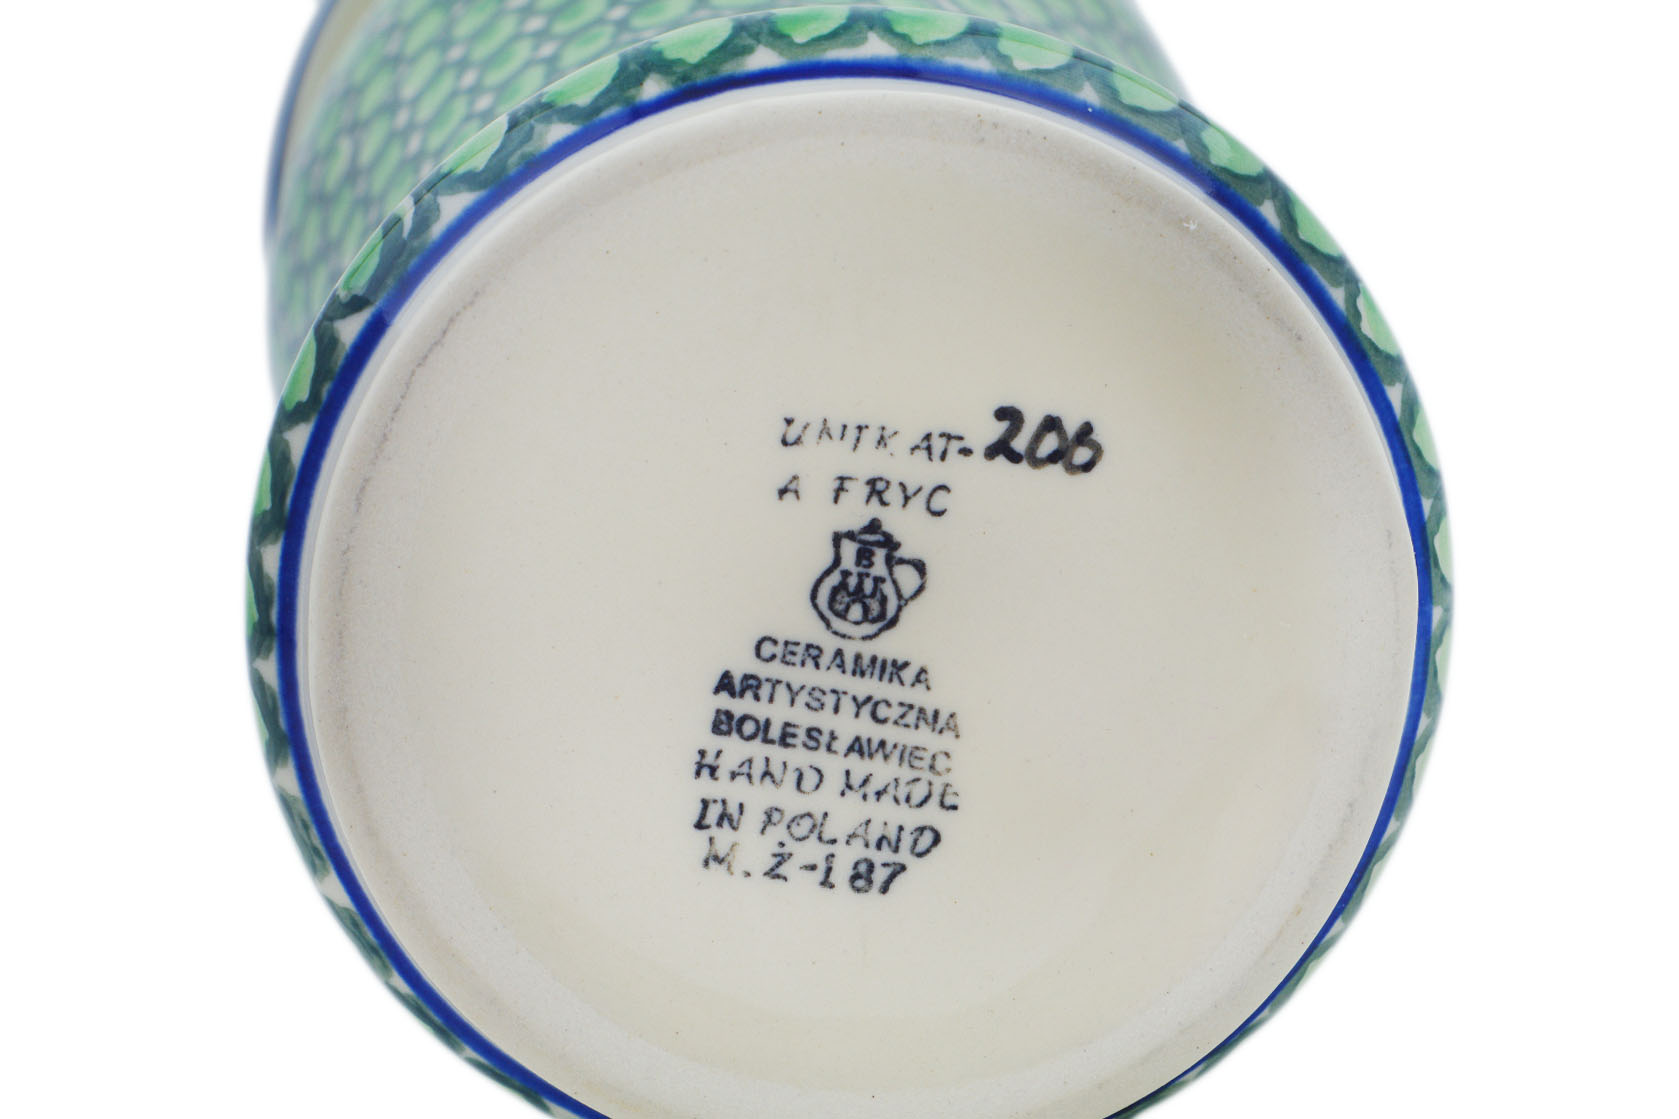 UNIKAT-206
A FRYC
B
CERAMIKA
ARTYSTYCZNA
BOLESŁAWIEC
HAND MADE
IN POLAND
M. Ż-187